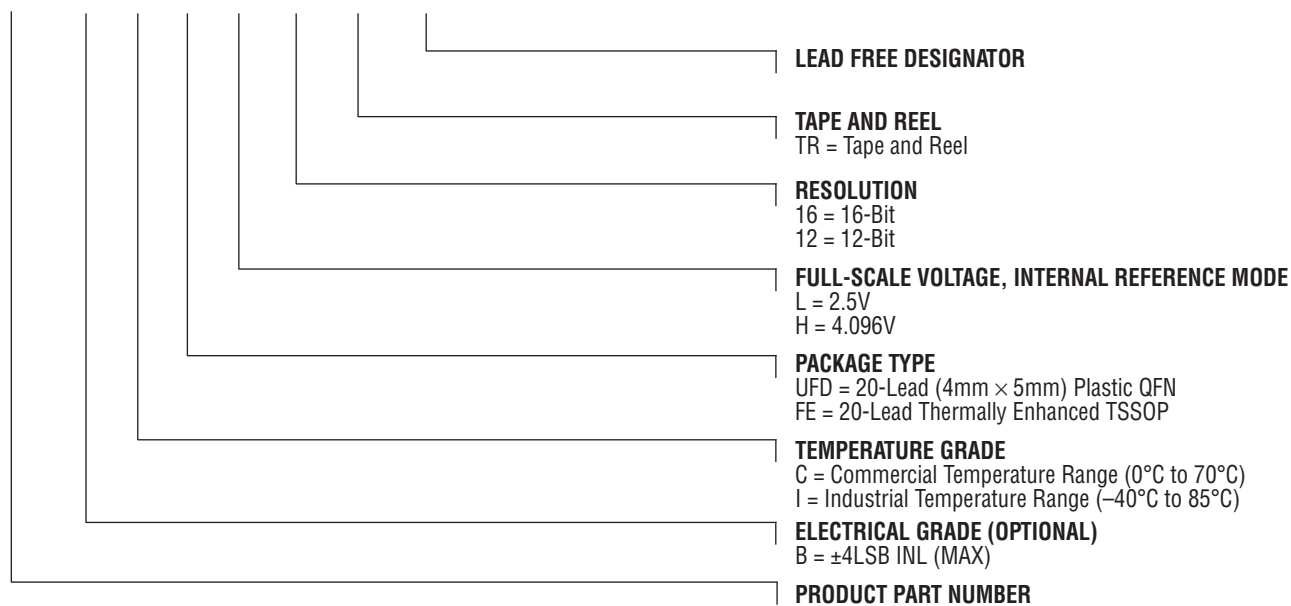 LEAD FREE DESIGNATOR
TAPE AND REEL
TR = Tape and Reel
RESOLUTION
16 = 16-Bit
12 = 12-Bit
FULL-SCALE VOLTAGE, INTERNAL REFERENCE MODE
L = 2.5V
H = 4.096V
PACKAGE TYPE
UFD = 20-Lead (4mm × 5mm) Plastic QFN
FE = 20-Lead Thermally Enhanced TSSOP
TEMPERATURE GRADE
C = Commercial Temperature Range (0°C to 70°C)
I = Industrial Temperature Range (–40°C to 85°C)
ELECTRICAL GRADE (OPTIONAL)
B = ±4LSB INL (MAX)
PRODUCT PART NUMBER